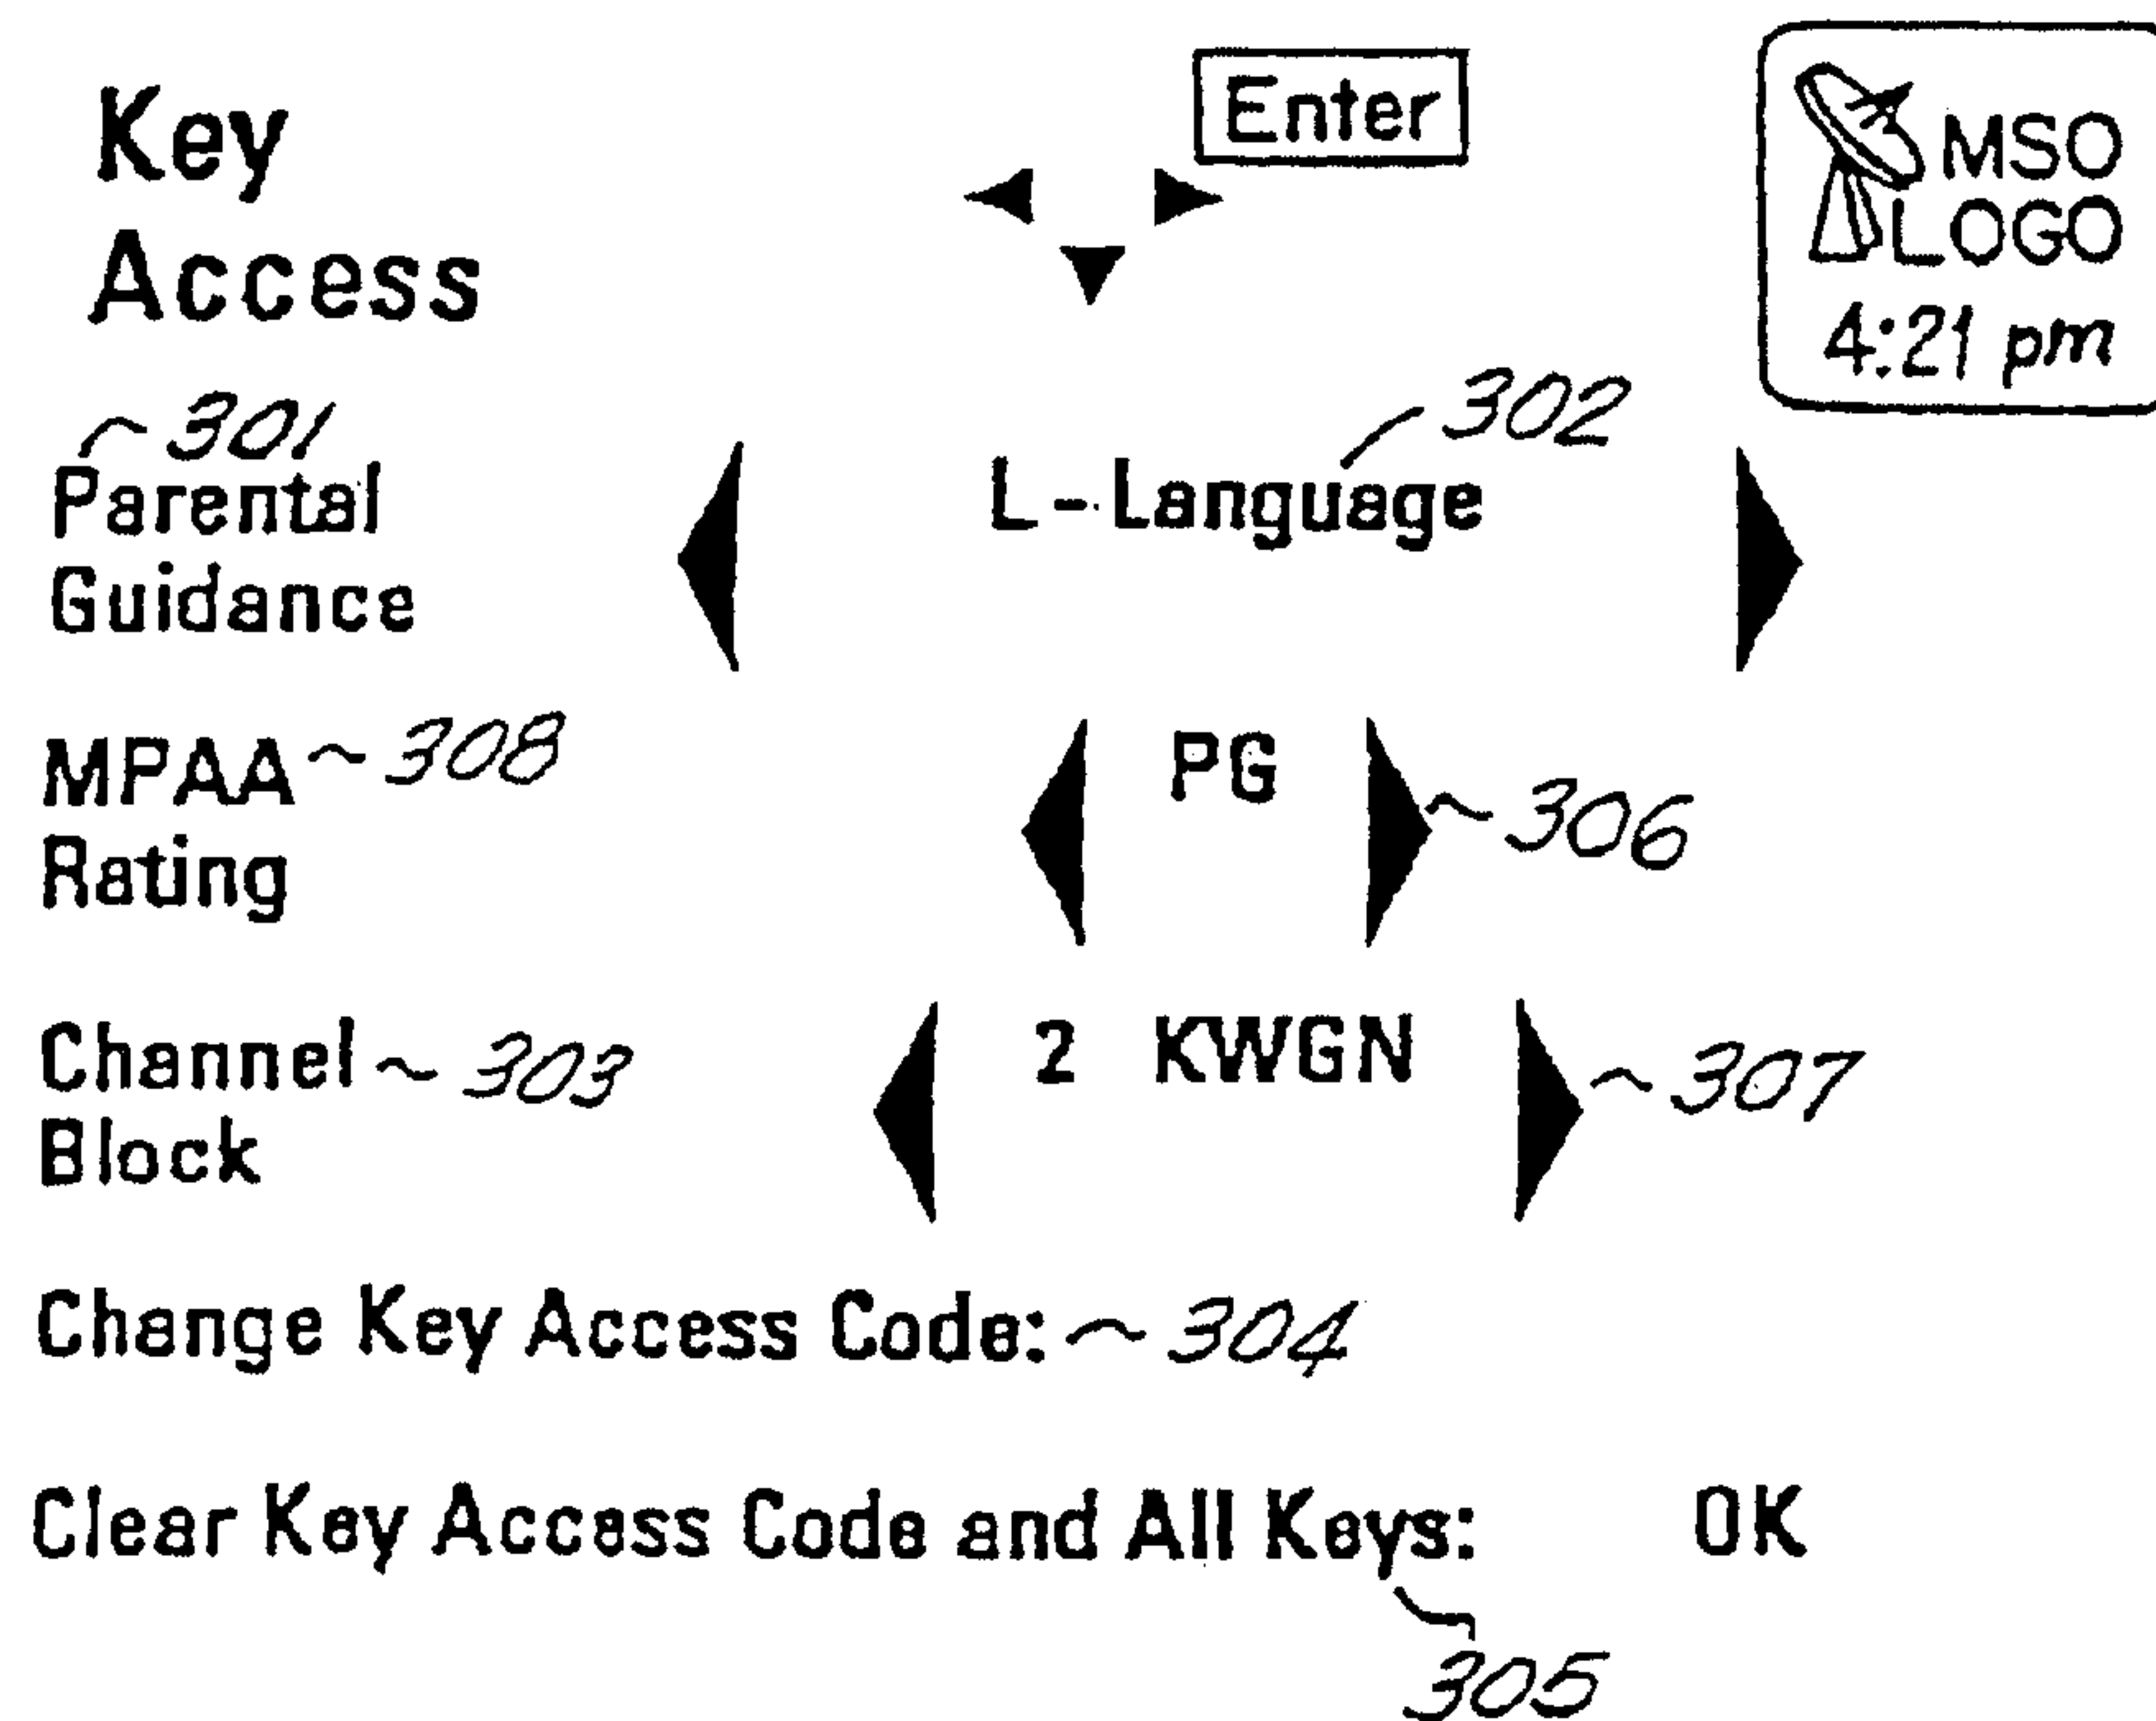 Key
Access
Enter
MSO
LOGO
4:21 pm
301
Parental
Guidance
L - Language
302
MPAA
Rating
308
PG
306
Channel
Block
303
2 KWGN
307
Change Key Access Code:
304
Clear Key Access Code and All Keys:
OK
305